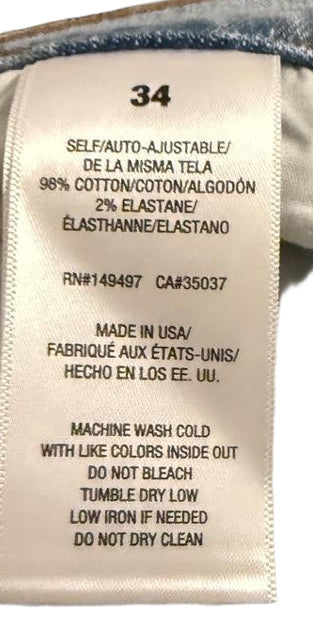 34
SELF/AUTO-AJUSTABLE/
DE LA MISMA TELA
98% COTTON/COTON/ALGODÓN
2% ELASTANE/
ÉLASTHANNE/ELASTANO
RN#149497 CA#35037
MADE IN USA/
FABRIQUÉ AUX ÉTATS-UNIS/
HECHO EN LOS EE. UU.
MACHINE WASH COLD
WITH LIKE COLORS INSIDE OUT
DO NOT BLEACH
TUMBLE DRY LOW
LOW IRON IF NEEDED
DO NOT DRY CLEAN